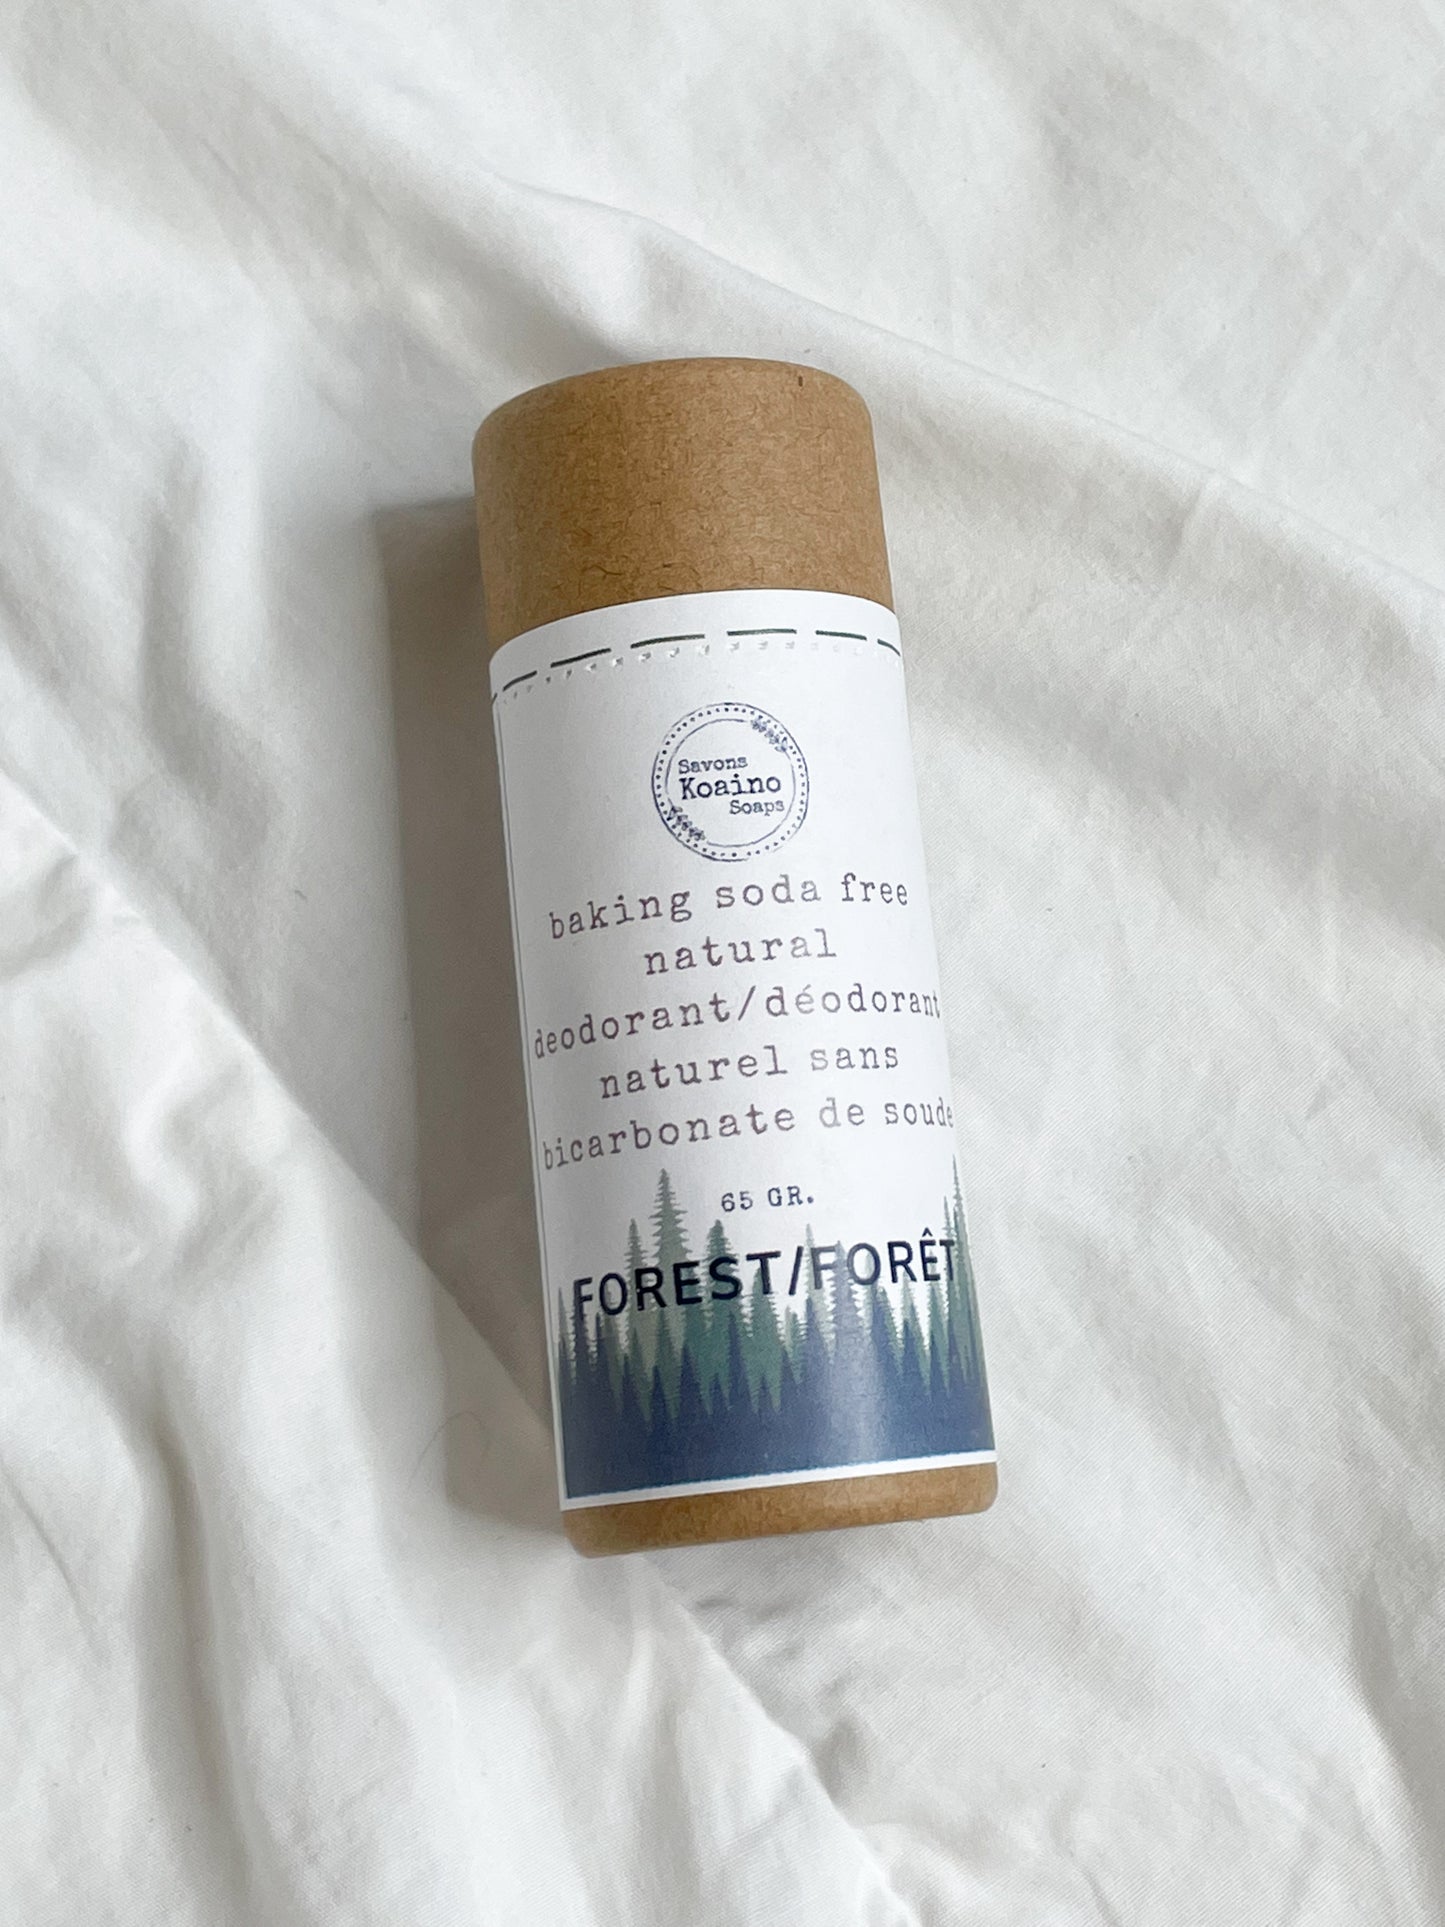 Savons
Koaino
Soaps
baking soda free
natural
deodorant/déodorant
naturel sans
bicarbonate de soude
65 GR.
FOREST/FORÊT